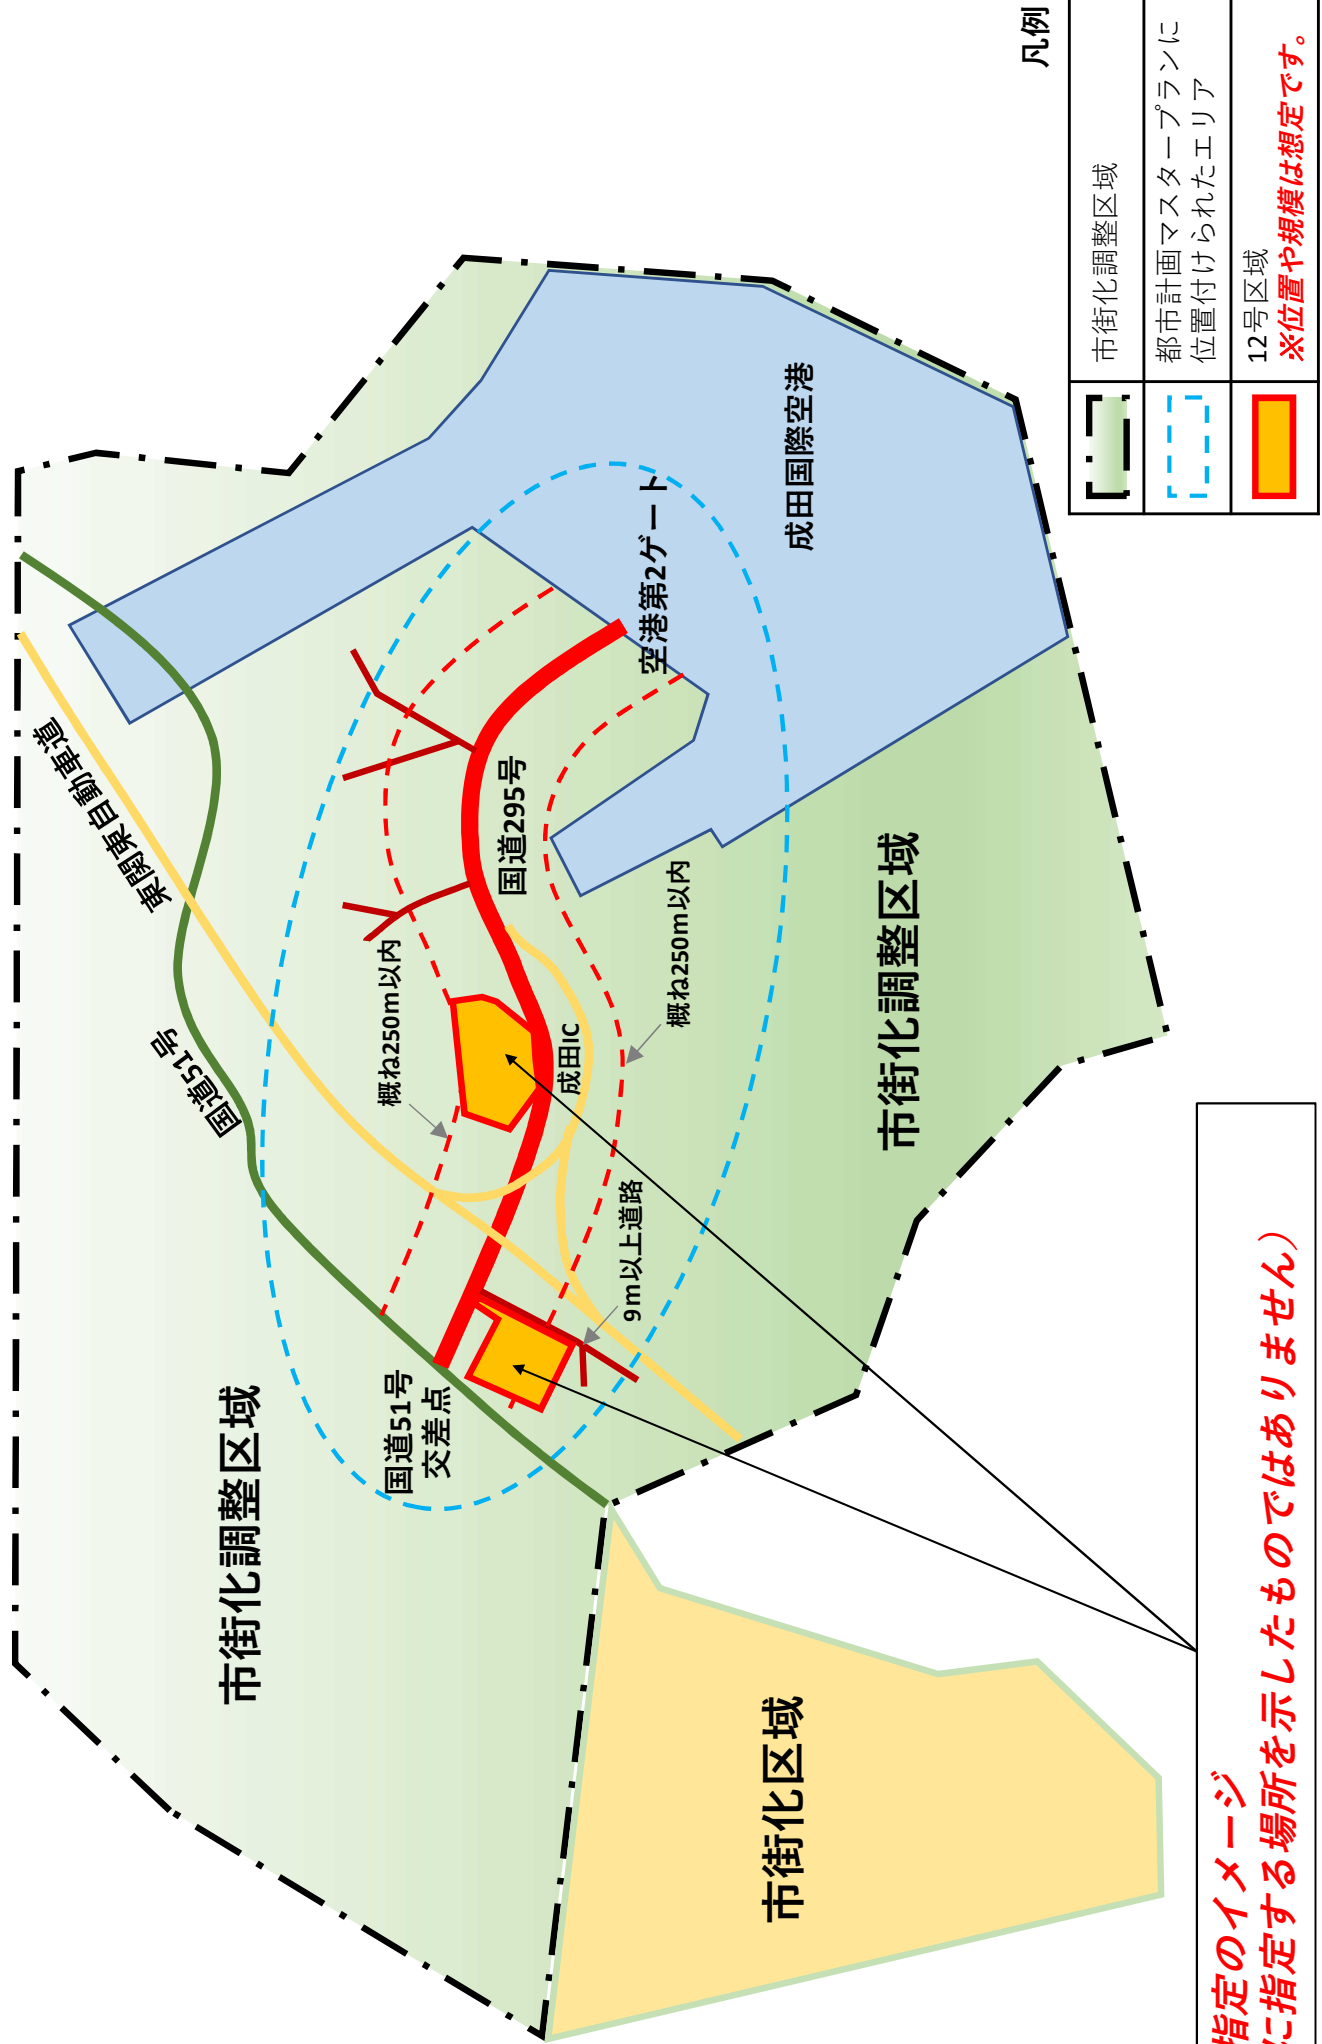 東関東自動車道
国道51号
市街化調整区域
国道51号
交差点
概ね250m以内
国道295号
成田IC
空港第2ゲート
成田国際空港
概ね250m以内
9m以上道路
市街化調整区域
市街化区域
凡例
市街化調整区域
都市計画マスタープランに
位置付けられたエリア
12号区域
※位置や規模は想定です。
指定のイメージ
に指定する場所を示したものではありません）